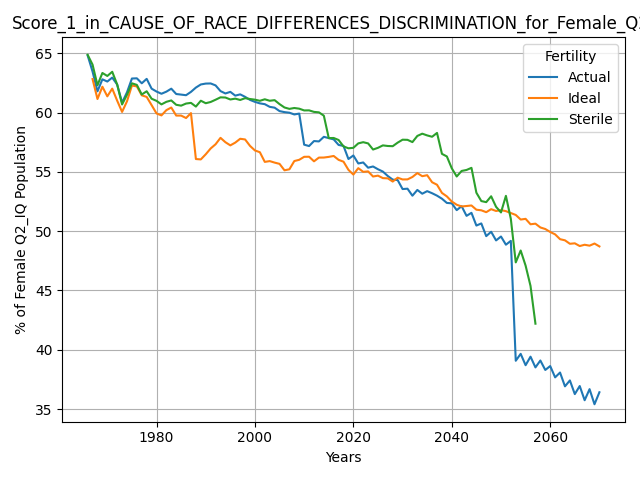 Score_1_in_CAUSE_OF_RACE_DIFFERENCES_DISCRIMINATION_for_Female_Q2
Fertility
Actual
Ideal
Sterile
% of Female Q2_IQ Population
65
60
55
50
45
40
35
1980
2000
2020
2040
2060
Years